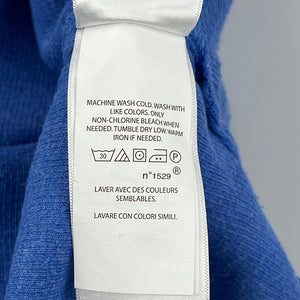 MACHINE WASH COLD. WASH WITH
LIKE COLORS. ONLY
NON-CHLORINE BLEACH WHEN
NEEDED. TUMBLE DRY LOW. WARM
IRON IF NEEDED.
30 P
n°1529 ®
LAVER AVEC DES COULEURS
SEMBLABLES.
LAVARE CON COLORI SIMILI.